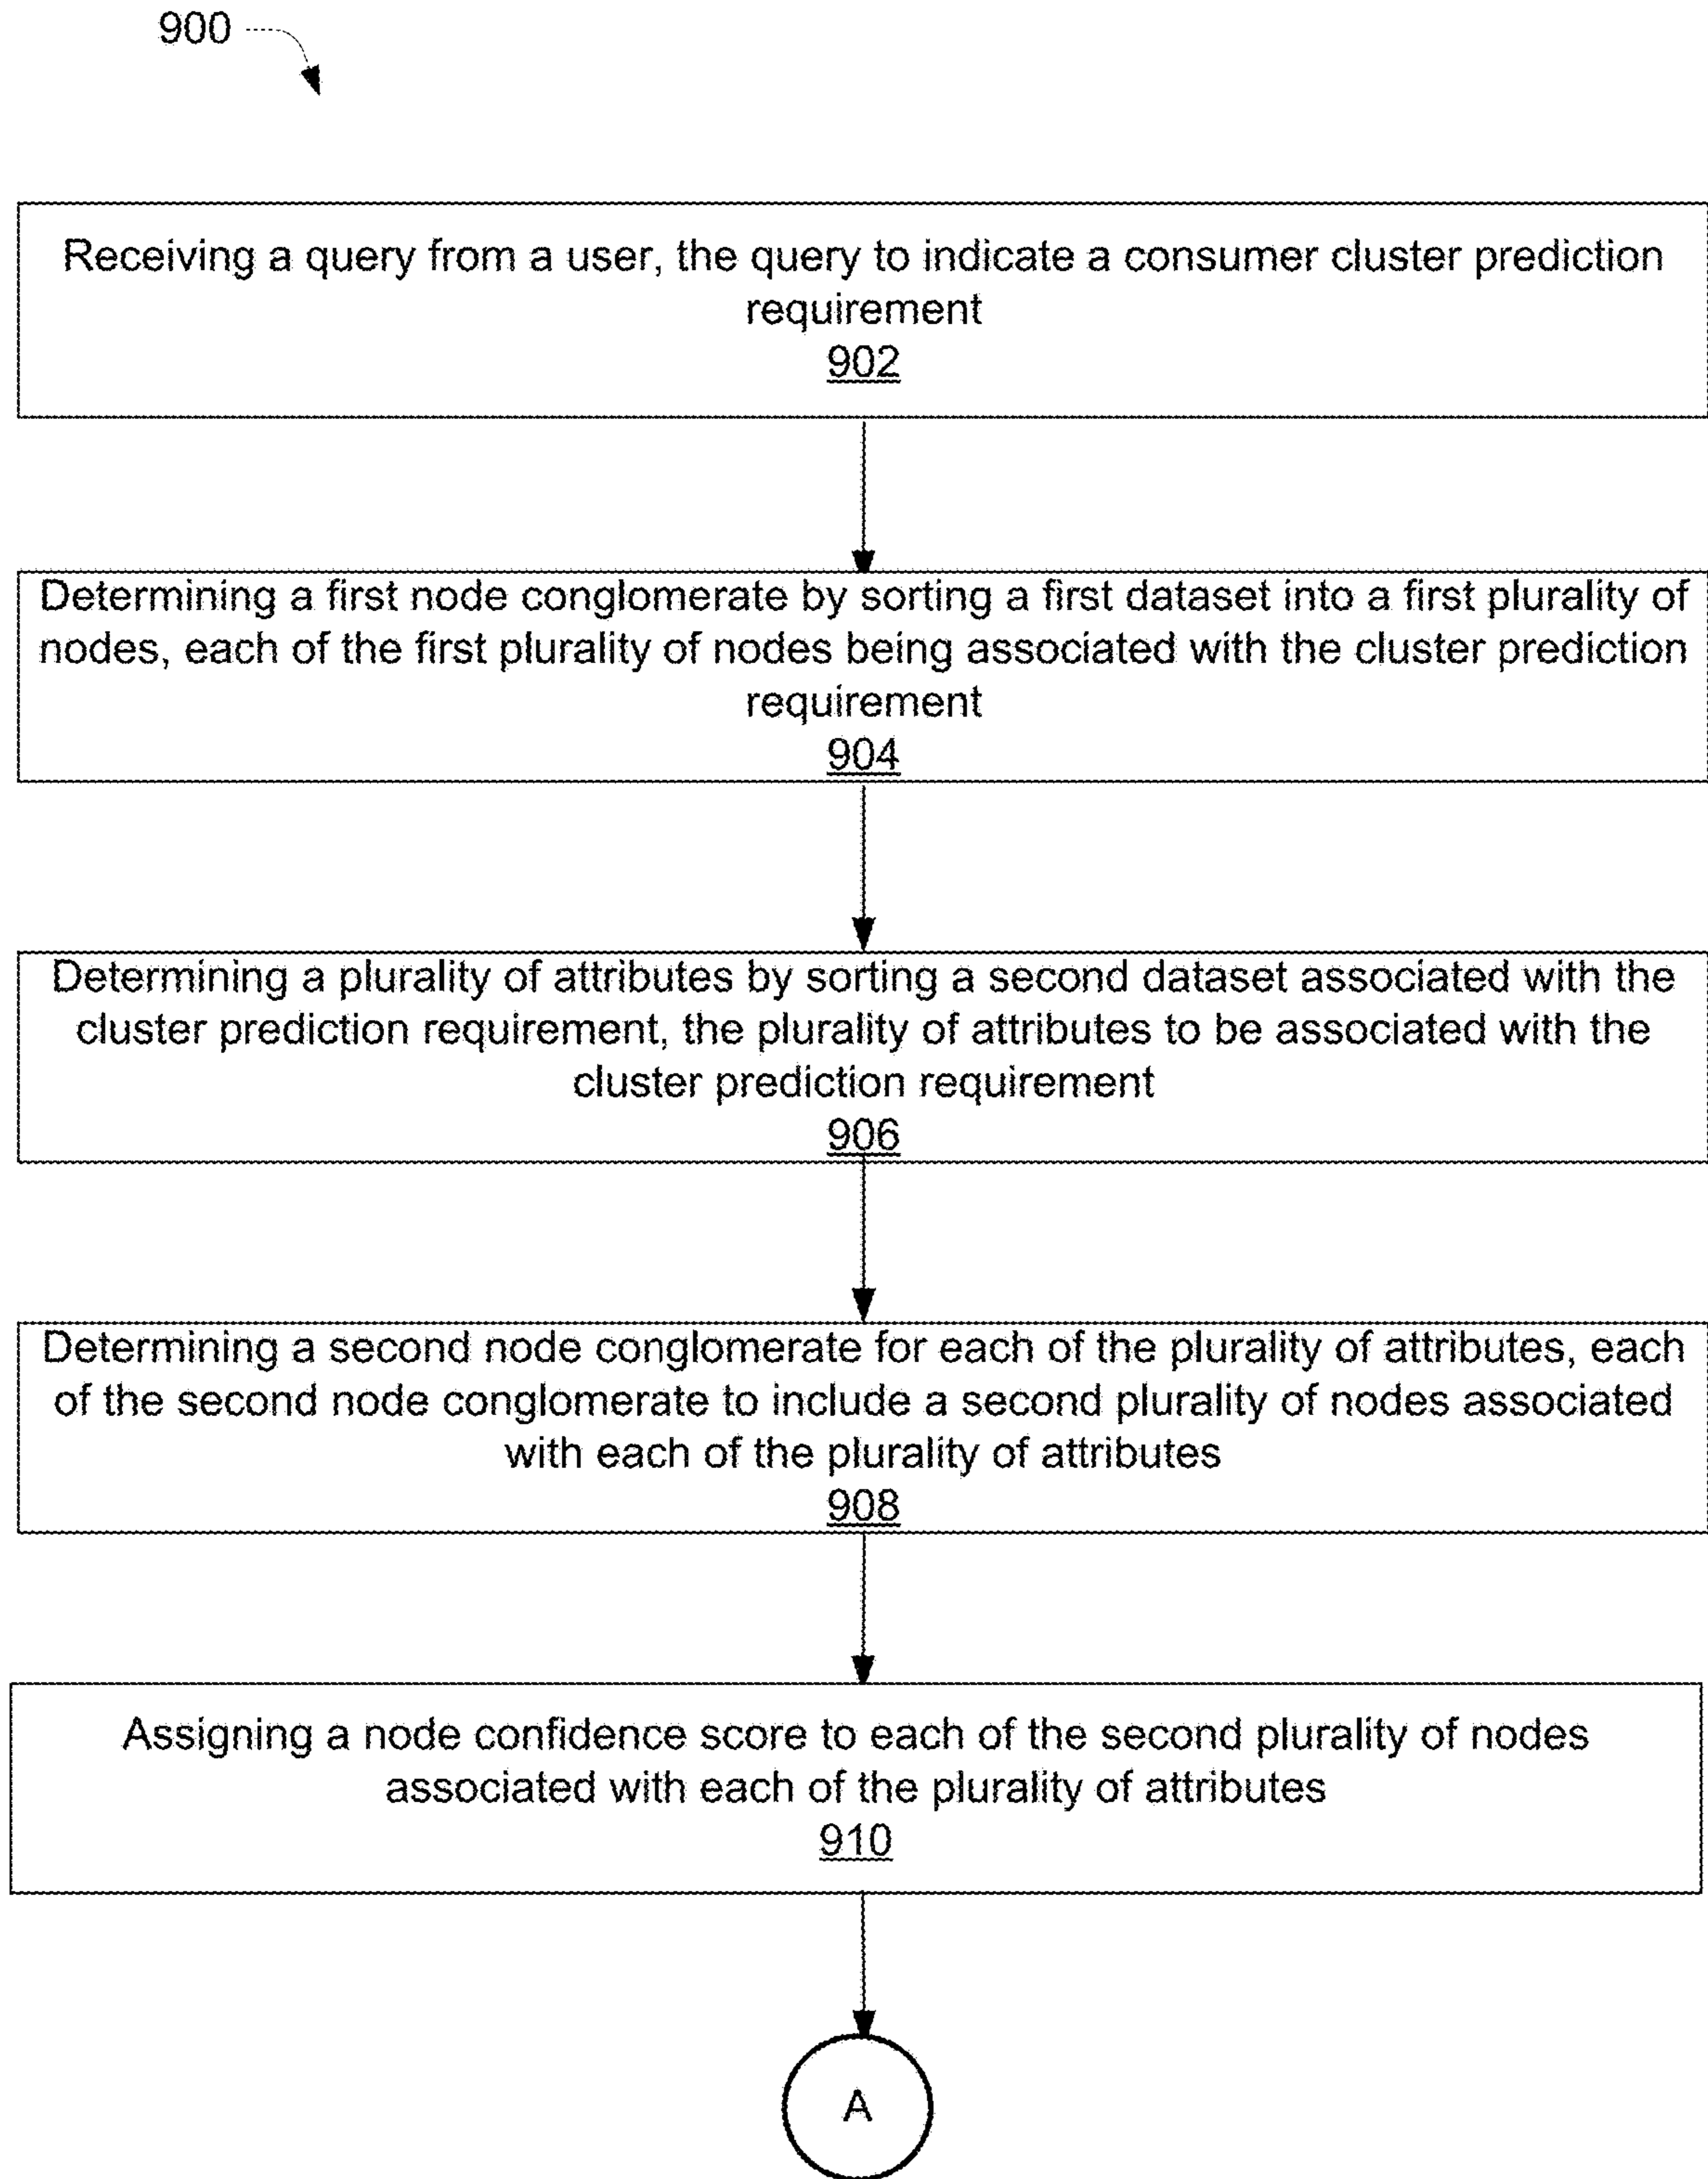 900
Receiving a query from a user, the query to indicate a consumer cluster prediction
requirement
902
Determining a first node conglomerate by sorting a first dataset into a first plurality of
nodes, each of the first plurality of nodes being associated with the cluster prediction
requirement
904
Determining a plurality of attributes by sorting a second dataset associated with the
cluster prediction requirement, the plurality of attributes to be associated with the
cluster prediction requirement
906
Determining a second node conglomerate for each of the plurality of attributes, each
of the second node conglomerate to include a second plurality of nodes associated
with each of the plurality of attributes
908
Assigning a node confidence score to each of the second plurality of nodes
associated with each of the plurality of attributes
910
A